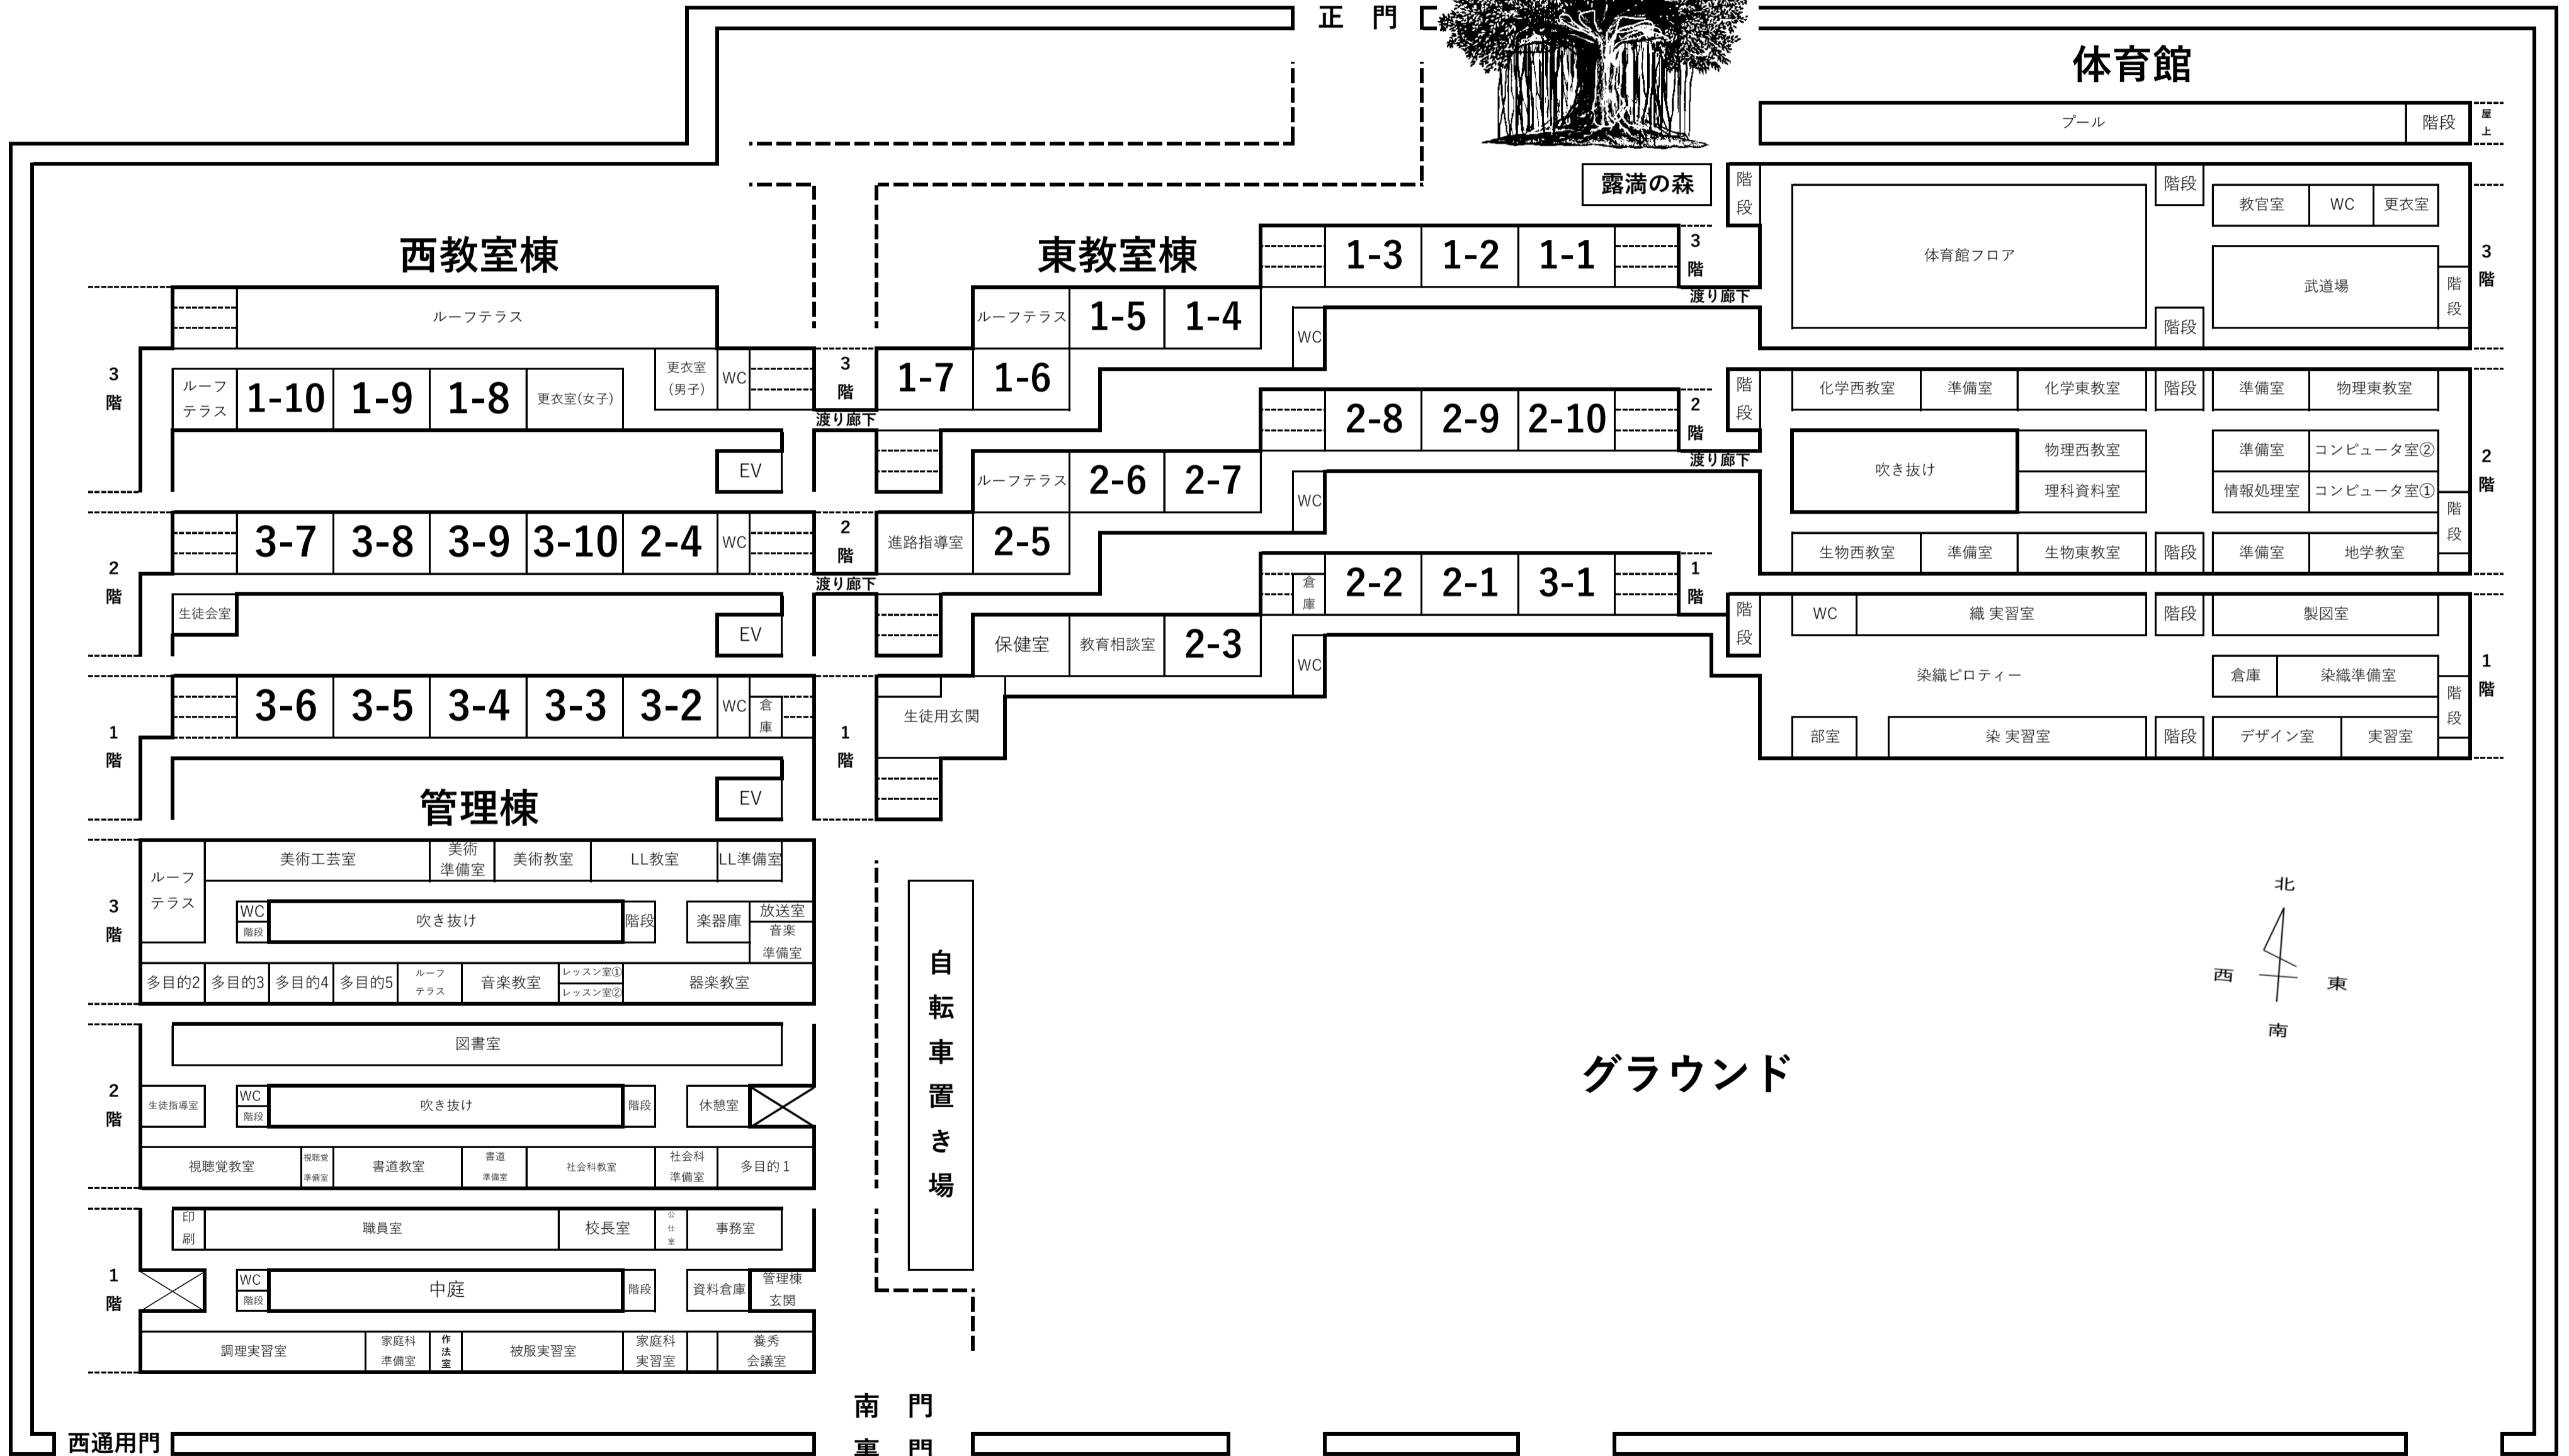 正 門
体育館
プール
階段
屋上
露満の森
階段
階段
教官室
WC
更衣室
体育館フロア
武道場
階段
階段
3階
西教室棟
東教室棟
1-3
1-2
1-1
3階
渡り廊下
ルーフテラス
ルーフテラス
1-5
1-4
WC
3階
ルーフ
テラス
1-10
1-9
1-8
更衣室(女子)
更衣室
(男子)
WC
3階
渡り廊下
1-7
1-6
EV
2-8
2-9
2-10
2階
渡り廊下
階段
化学西教室
準備室
化学東教室
階段
準備室
物理東教室
吹き抜け
物理西教室
理科資料室
準備室
コンピュータ室②
情報処理室
コンピュータ室①
階段
2階
生物西教室
準備室
生物東教室
階段
準備室
地学教室
ルーフテラス
2-6
2-7
WC
2階
3-7
3-8
3-9
3-10
2-4
WC
2階
渡り廊下
進路指導室
2-5
生徒会室
EV
倉庫
2-2
2-1
3-1
1階
階段
WC
織 実習室
階段
製図室
染織ピロティー
倉庫
染織準備室
階段
1階
部室
染 実習室
階段
デザイン室
実習室
保健室
教育相談室
2-3
WC
1階
3-6
3-5
3-4
3-3
3-2
WC
倉庫
1階
生徒用玄関
EV
管理棟
3階
ルーフ
テラス
美術工芸室
美術
準備室
美術教室
LL教室
LL準備室
WC
階段
吹き抜け
階段
楽器庫
放送室
音楽
準備室
多目的2
多目的3
多目的4
多目的5
ルーフ
テラス
音楽教室
レッスン室①
レッスン室②
器楽教室
2階
図書室
生徒指導室
WC
階段
吹き抜け
階段
休憩室
視聴覚教室
視聴覚
準備室
書道教室
書道
準備室
社会科教室
社会科
準備室
多目的1
1階
印刷
職員室
校長室
公仕室
事務室
WC
階段
中庭
階段
資料倉庫
管理棟
玄関
調理実習室
家庭科
準備室
作法室
被服実習室
家庭科
実習室
養秀
会議室
自転車置き場
グラウンド
北
西
東
南
南 門
裏 門
西通用門